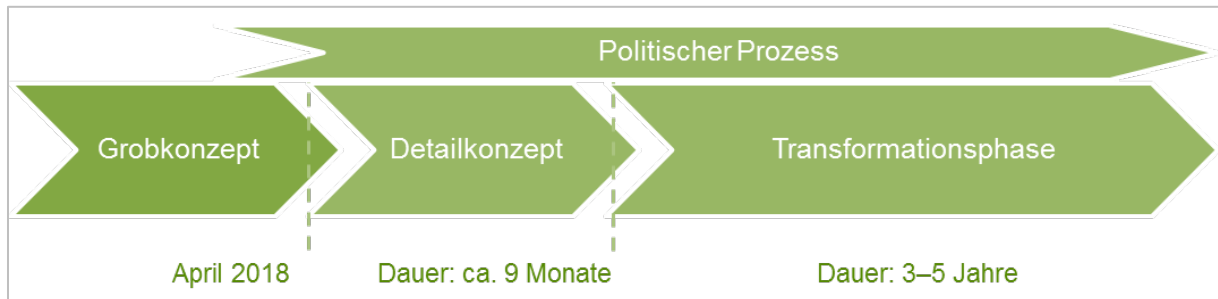 Politischer Prozess
Grobkonzept
Detailkonzept
Transformationsphase
April 2018
Dauer: ca. 9 Monate
Dauer: 3–5 Jahre